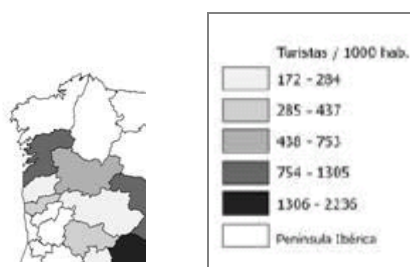 Turistas / 1000 hab.
172 - 284
285 - 437
438 - 753
754 - 1305
1306 - 2236
Península Ibérica